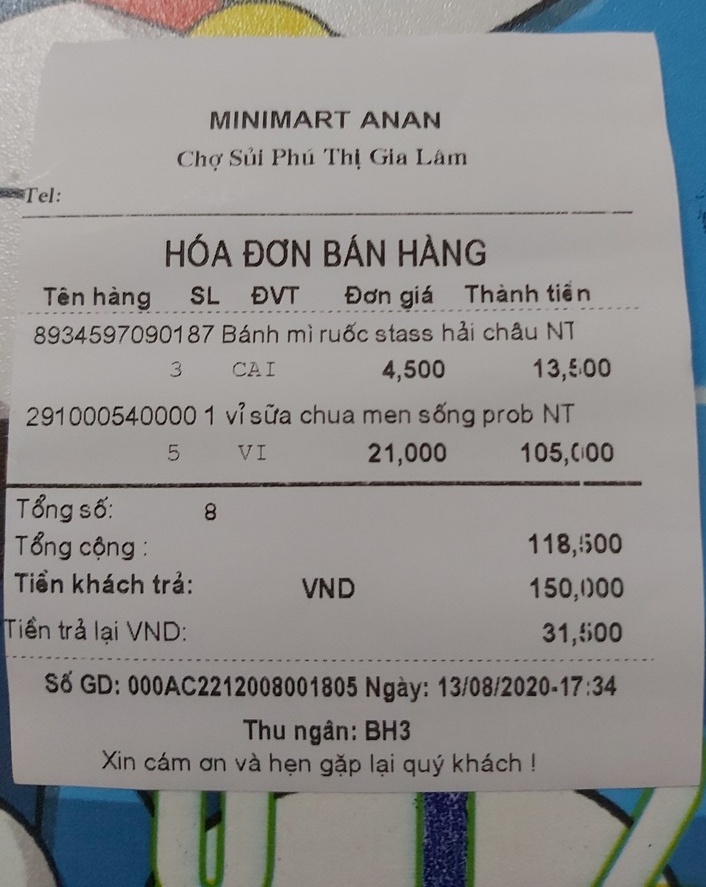 MINIMART ANAN
Chợ Sủi Phú Thị Gia Lâm
Tel:
HÓA ĐƠN BÁN HÀNG
Tên hàng SL ĐVT Đơn giá Thành tiền
8934597090187 Bánh mì ruốc stass hải châu NT
3 CAI 4,500 13,500
291000540000 1 vỉ sữa chua men sống prob NT
5 VI 21,000 105,000
Tổng số: 8
Tổng cộng : 118,500
Tiền khách trả: VND 150,000
Tiền trả lại VND: 31,500
Số GD: 000AC2212008001805 Ngày: 13/08/2020-17:34
Thu ngân: BH3
Xin cám ơn và hẹn gặp lại quý khách !